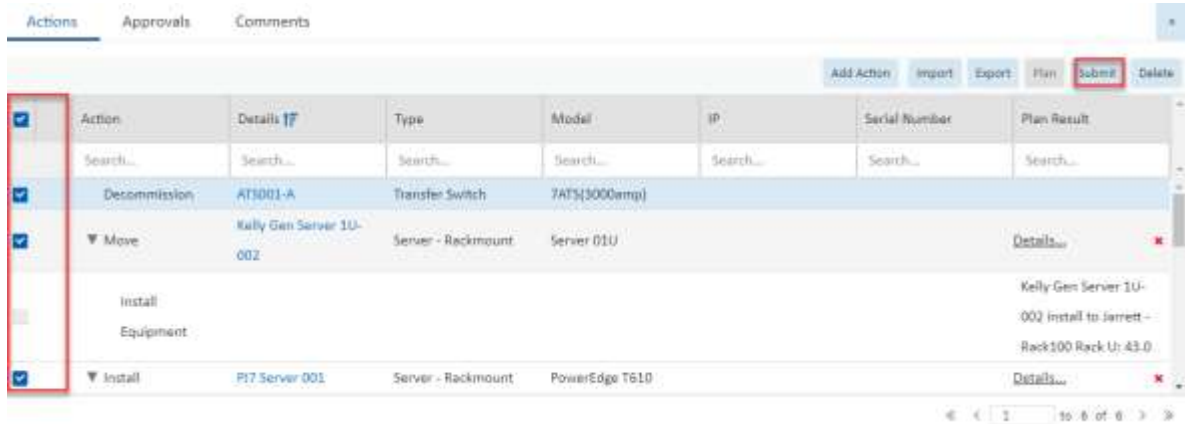 Actions Approvals Comments
Add Action Import Export Plan Submit Delete
Action Details Type Model IP Serial Number Plan Result
Search... Search... Search... Search... Search... Search... Search...
Decommission ATS001-A Transfer Switch 7ATS(3000amp)
Kelly Gen Server 1U-
Move Server - Rackmount Server 01U Details...
002
Kelly Gen Server 1U-
Install
002 install to Jarrett -
Equipment
Rack100 Rack U: 43.0
Install PI7 Server 001 Server - Rackmount PowerEdge T610 Details...
1 to 6 of 6